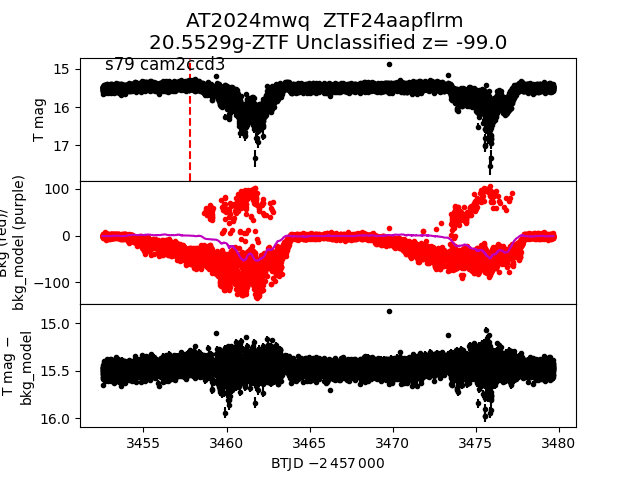 AT2024mwq ZTF24aapflrm
20.5529g-ZTF Unclassified z= -99.0
s79 cam2ccd3
15
16
17
T mag
100
0
−100
Bkg (red)/
bkg_model (purple)
15.0
15.5
16.0
T mag −
bkg_model
3455
3460
3465
3470
3475
3480
BTJD −2 457 000